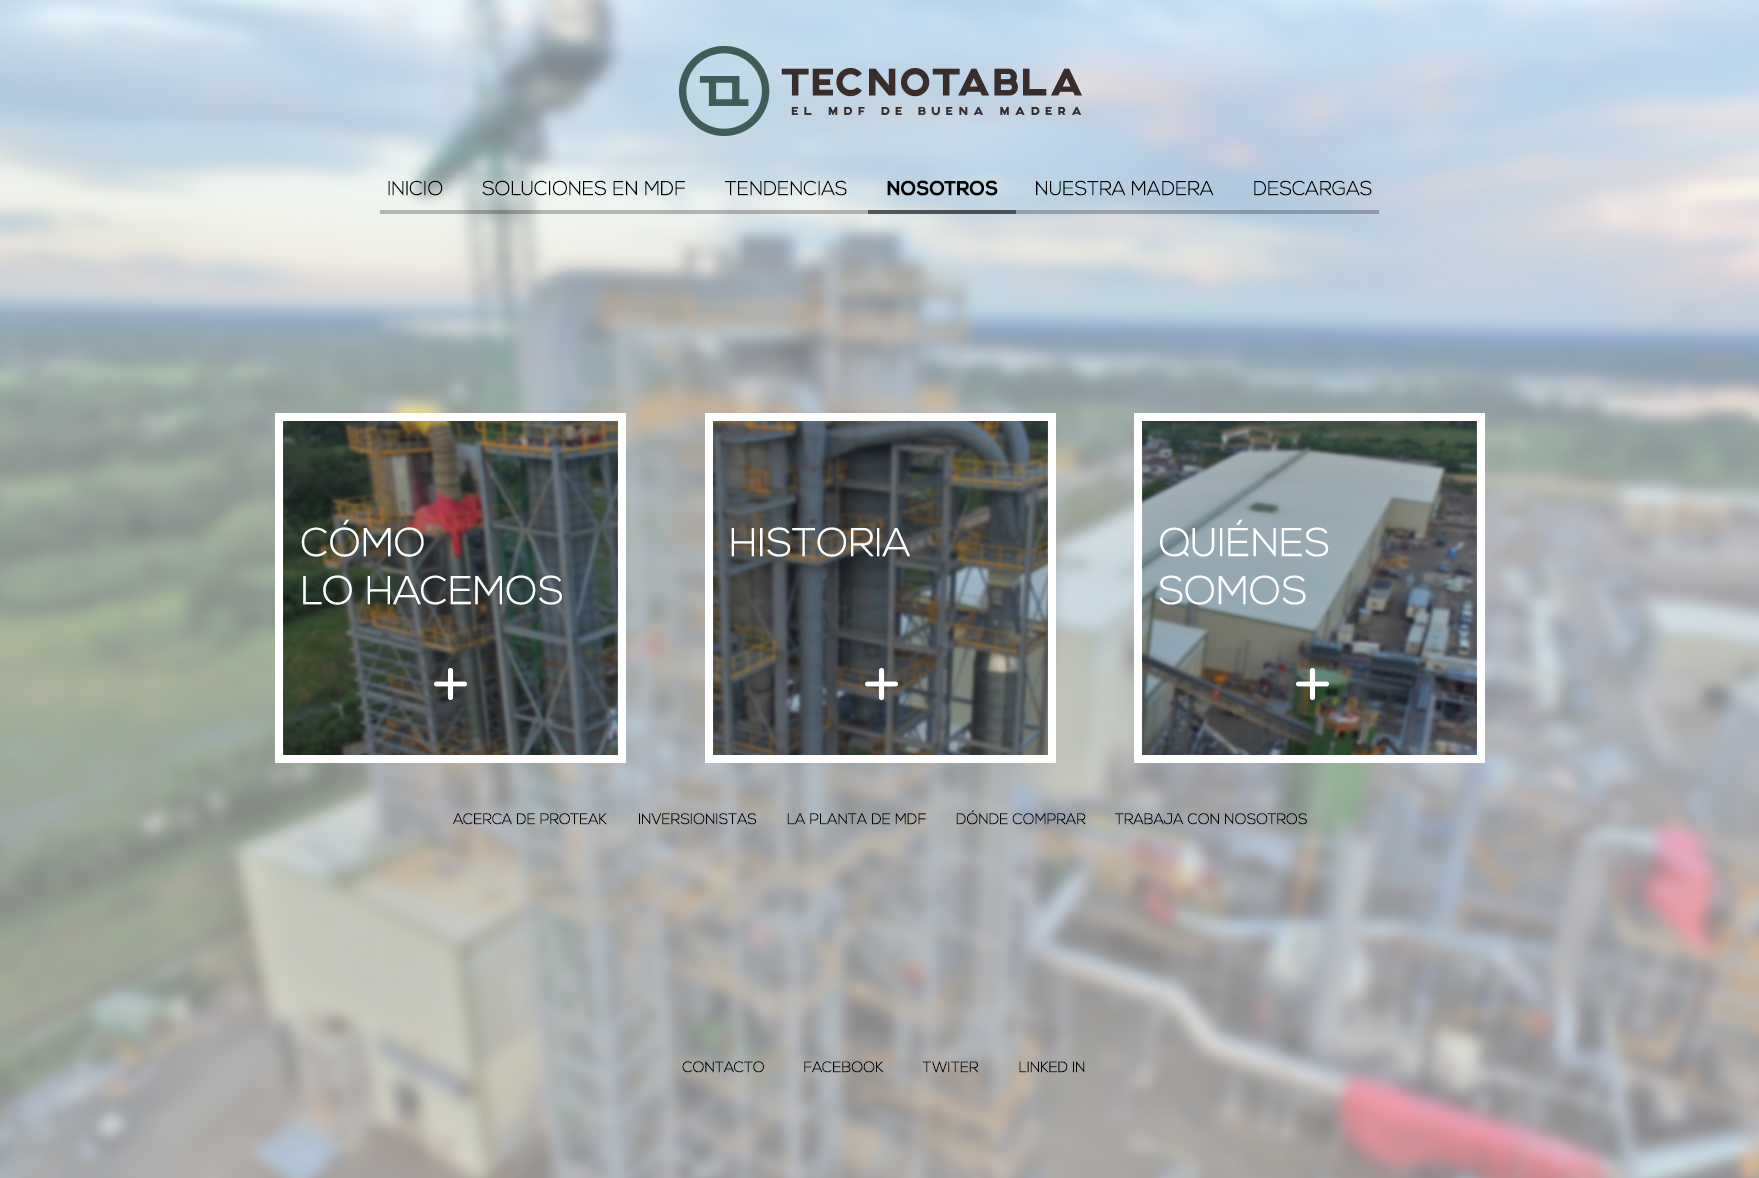 TECNOTABLA
EL MDF DE BUENA MADERA
INICIO SOLUCIONES EN MDF TENDENCIAS NOSOTROS NUESTRA MADERA DESCARGAS
CÓMO
LO HACEMOS
HISTORIA
QUIÉNES
SOMOS
ACERCA DE PROTEAK INVERSIONISTAS LA PLANTA DE MDF DÓNDE COMPRAR TRABAJA CON NOSOTROS
CONTACTO FACEBOOK TWITER LINKED IN